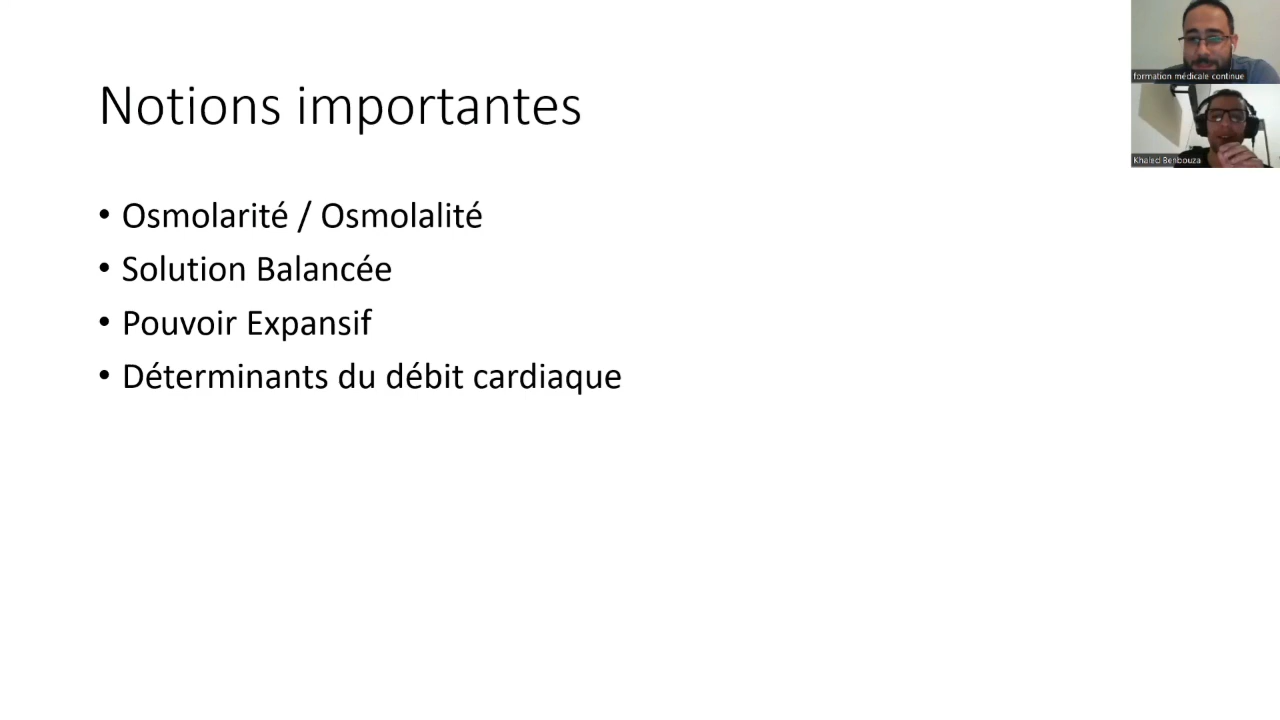 Notions importantes
• Osmolarité / Osmolalité
• Solution Balancée
• Pouvoir Expansif
• Déterminants du débit cardiaque
formation médicale continue
Khaled Benbouza